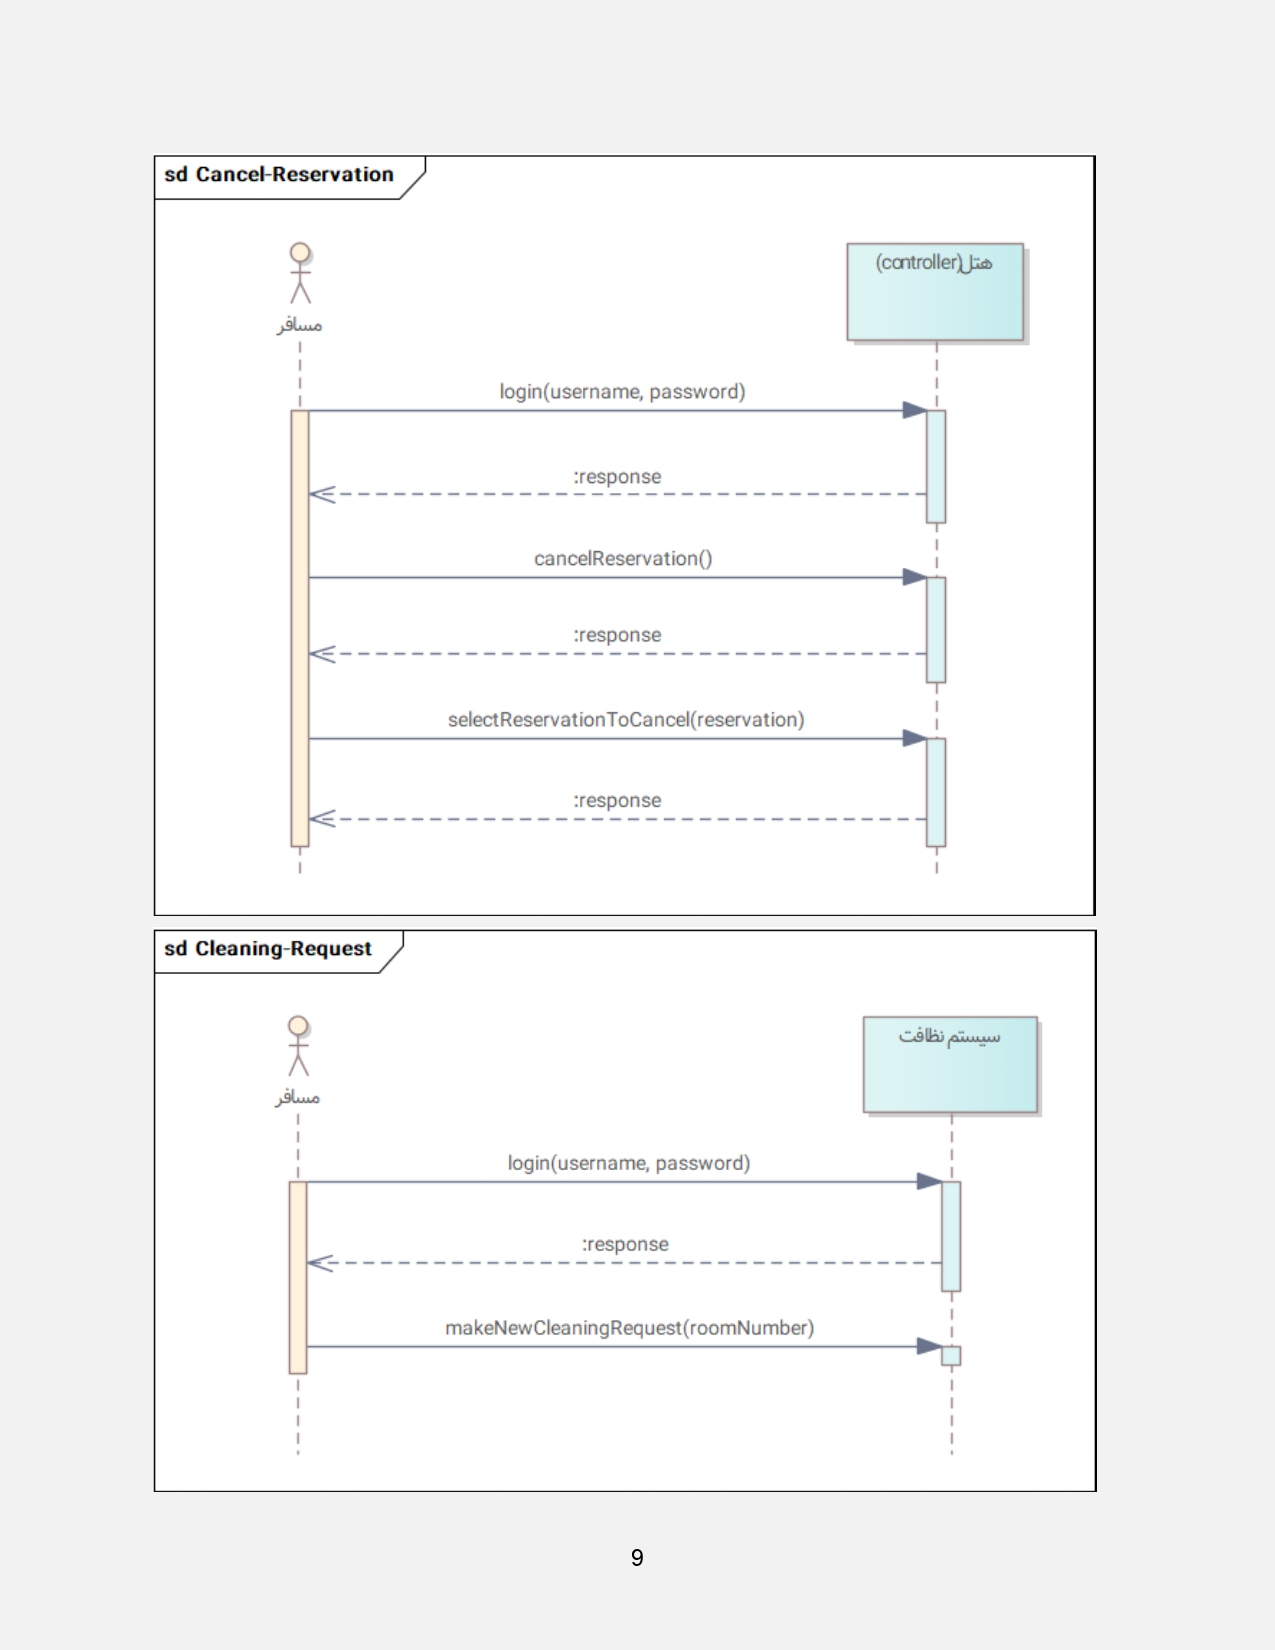 sd Cancel-Reservation
هتل(controller)
مسافر
login(username, password)
:response
cancelReservation()
:response
selectReservationToCancel(reservation)
:response
sd Cleaning-Request
سیستم نظافت
مسافر
login(username, password)
:response
makeNewCleaningRequest(roomNumber)
9